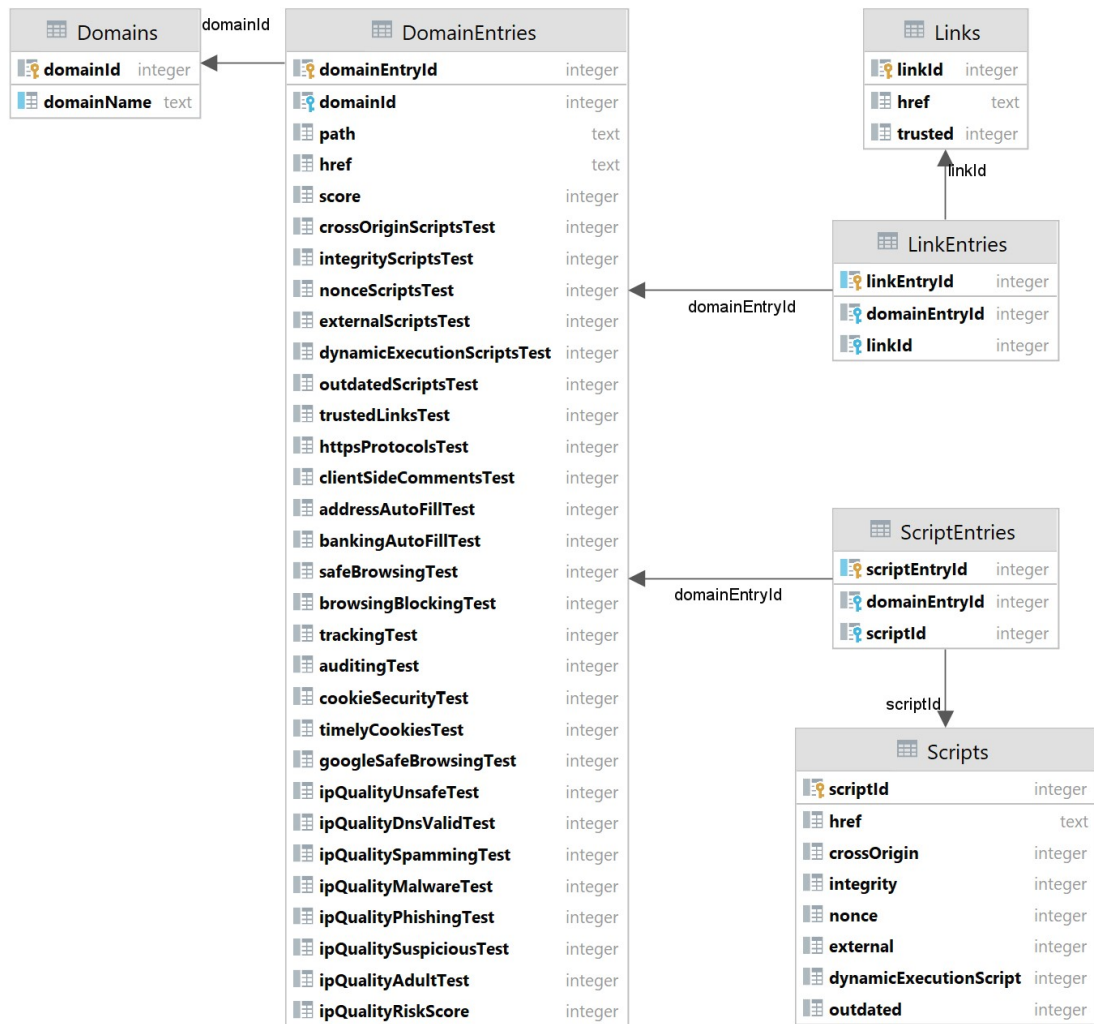 Domains
domainId integer
domainName text
domainId
DomainEntries
domainEntryId integer
domainId integer
path text
href text
score integer
crossOriginScriptsTest integer
integrityScriptsTest integer
nonceScriptsTest integer
externalScriptsTest integer
dynamicExecutionScriptsTest integer
outdatedScriptsTest integer
trustedLinksTest integer
httpsProtocolsTest integer
clientSideCommentsTest integer
addressAutoFillTest integer
bankingAutoFillTest integer
safeBrowsingTest integer
browsingBlockingTest integer
trackingTest integer
auditingTest integer
cookieSecurityTest integer
timelyCookiesTest integer
googleSafeBrowsingTest integer
ipQualityUnsafeTest integer
ipQualityDnsValidTest integer
ipQualitySpammingTest integer
ipQualityMalwareTest integer
ipQualityPhishingTest integer
ipQualitySuspiciousTest integer
ipQualityAdultTest integer
ipQualityRiskScore integer
Links
linkId integer
href text
trusted integer
linkId
LinkEntries
linkEntryId integer
domainEntryId integer
linkId integer
domainEntryId
ScriptEntries
scriptEntryId integer
domainEntryId integer
scriptId integer
domainEntryId
scriptId
Scripts
scriptId integer
href text
crossOrigin integer
integrity integer
nonce integer
external integer
dynamicExecutionScript integer
outdated integer